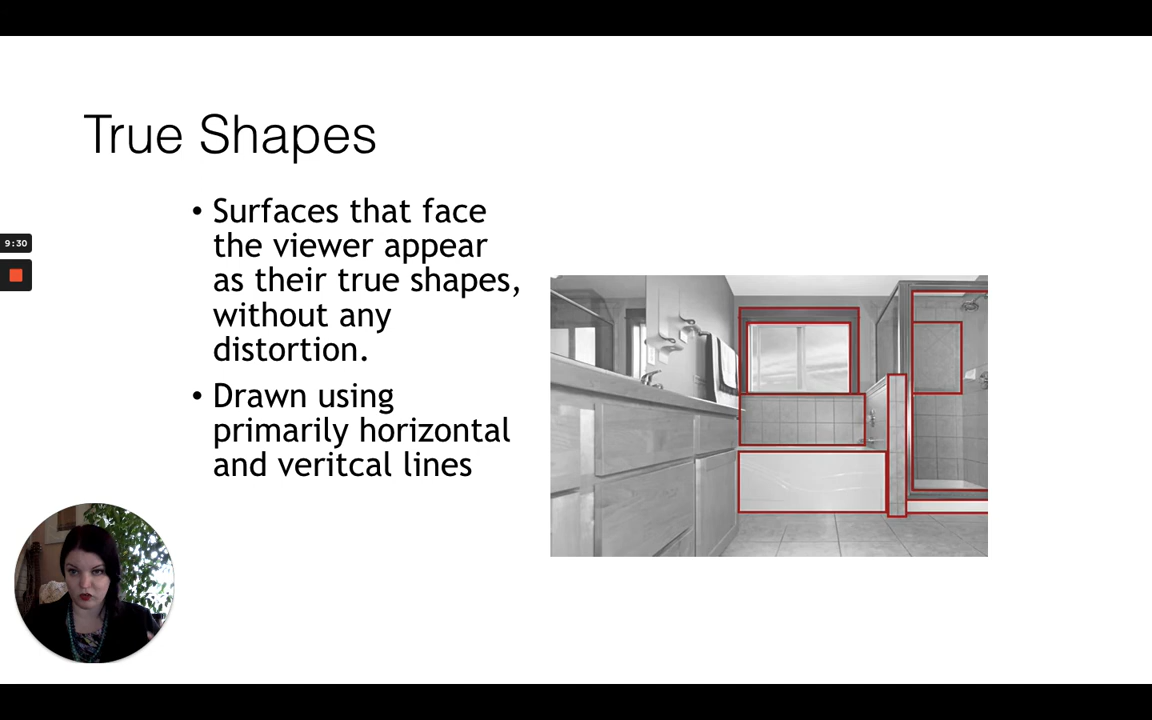 True Shapes
• Surfaces that face
the viewer appear
as their true shapes,
without any
distortion.
• Drawn using
primarily horizontal
and veritcal lines
9:30